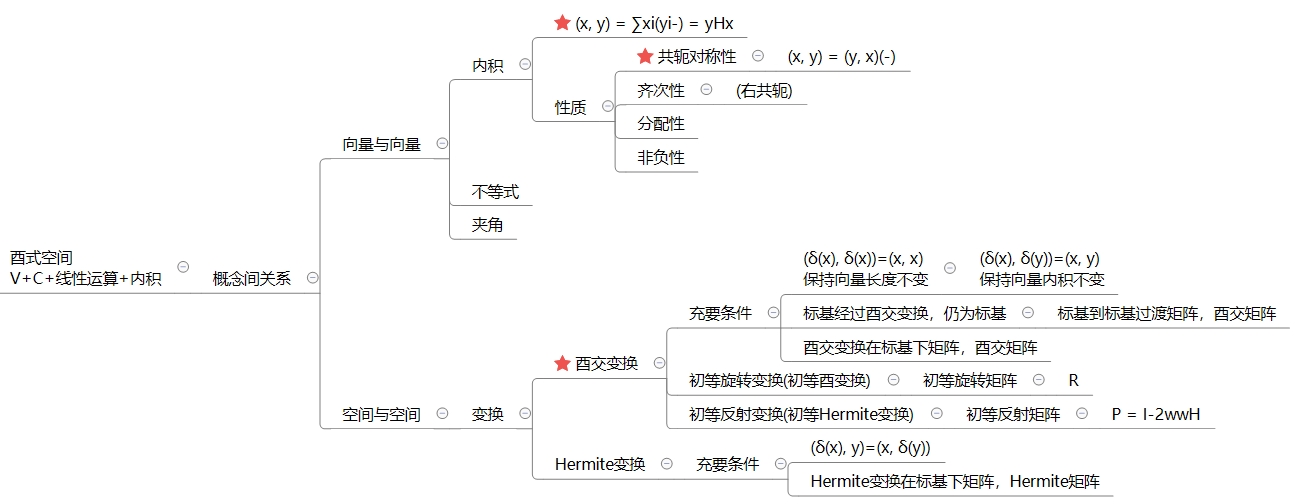 酉式空间
V+C+线性运算+内积
概念间关系
向量与向量
内积
(x, y) = ∑xi(yi-) = yHx
性质
共轭对称性
(x, y) = (y, x)(-)
齐次性
(右共轭)
分配性
非负性
不等式
夹角
空间与空间
变换
酉交变换
充要条件
(δ(x), δ(x))=(x, x)
保持向量长度不变
(δ(x), δ(y))=(x, y)
保持向量内积不变
标基经过酉交变换，仍为标基
标基到标基过渡矩阵，酉交矩阵
酉交变换在标基下矩阵，酉交矩阵
初等旋转变换(初等酉变换)
初等旋转矩阵
R
初等反射变换(初等Hermite变换)
初等反射矩阵
P = I-2wwH
Hermite变换
充要条件
(δ(x), y)=(x, δ(y))
Hermite变换在标基下矩阵，Hermite矩阵